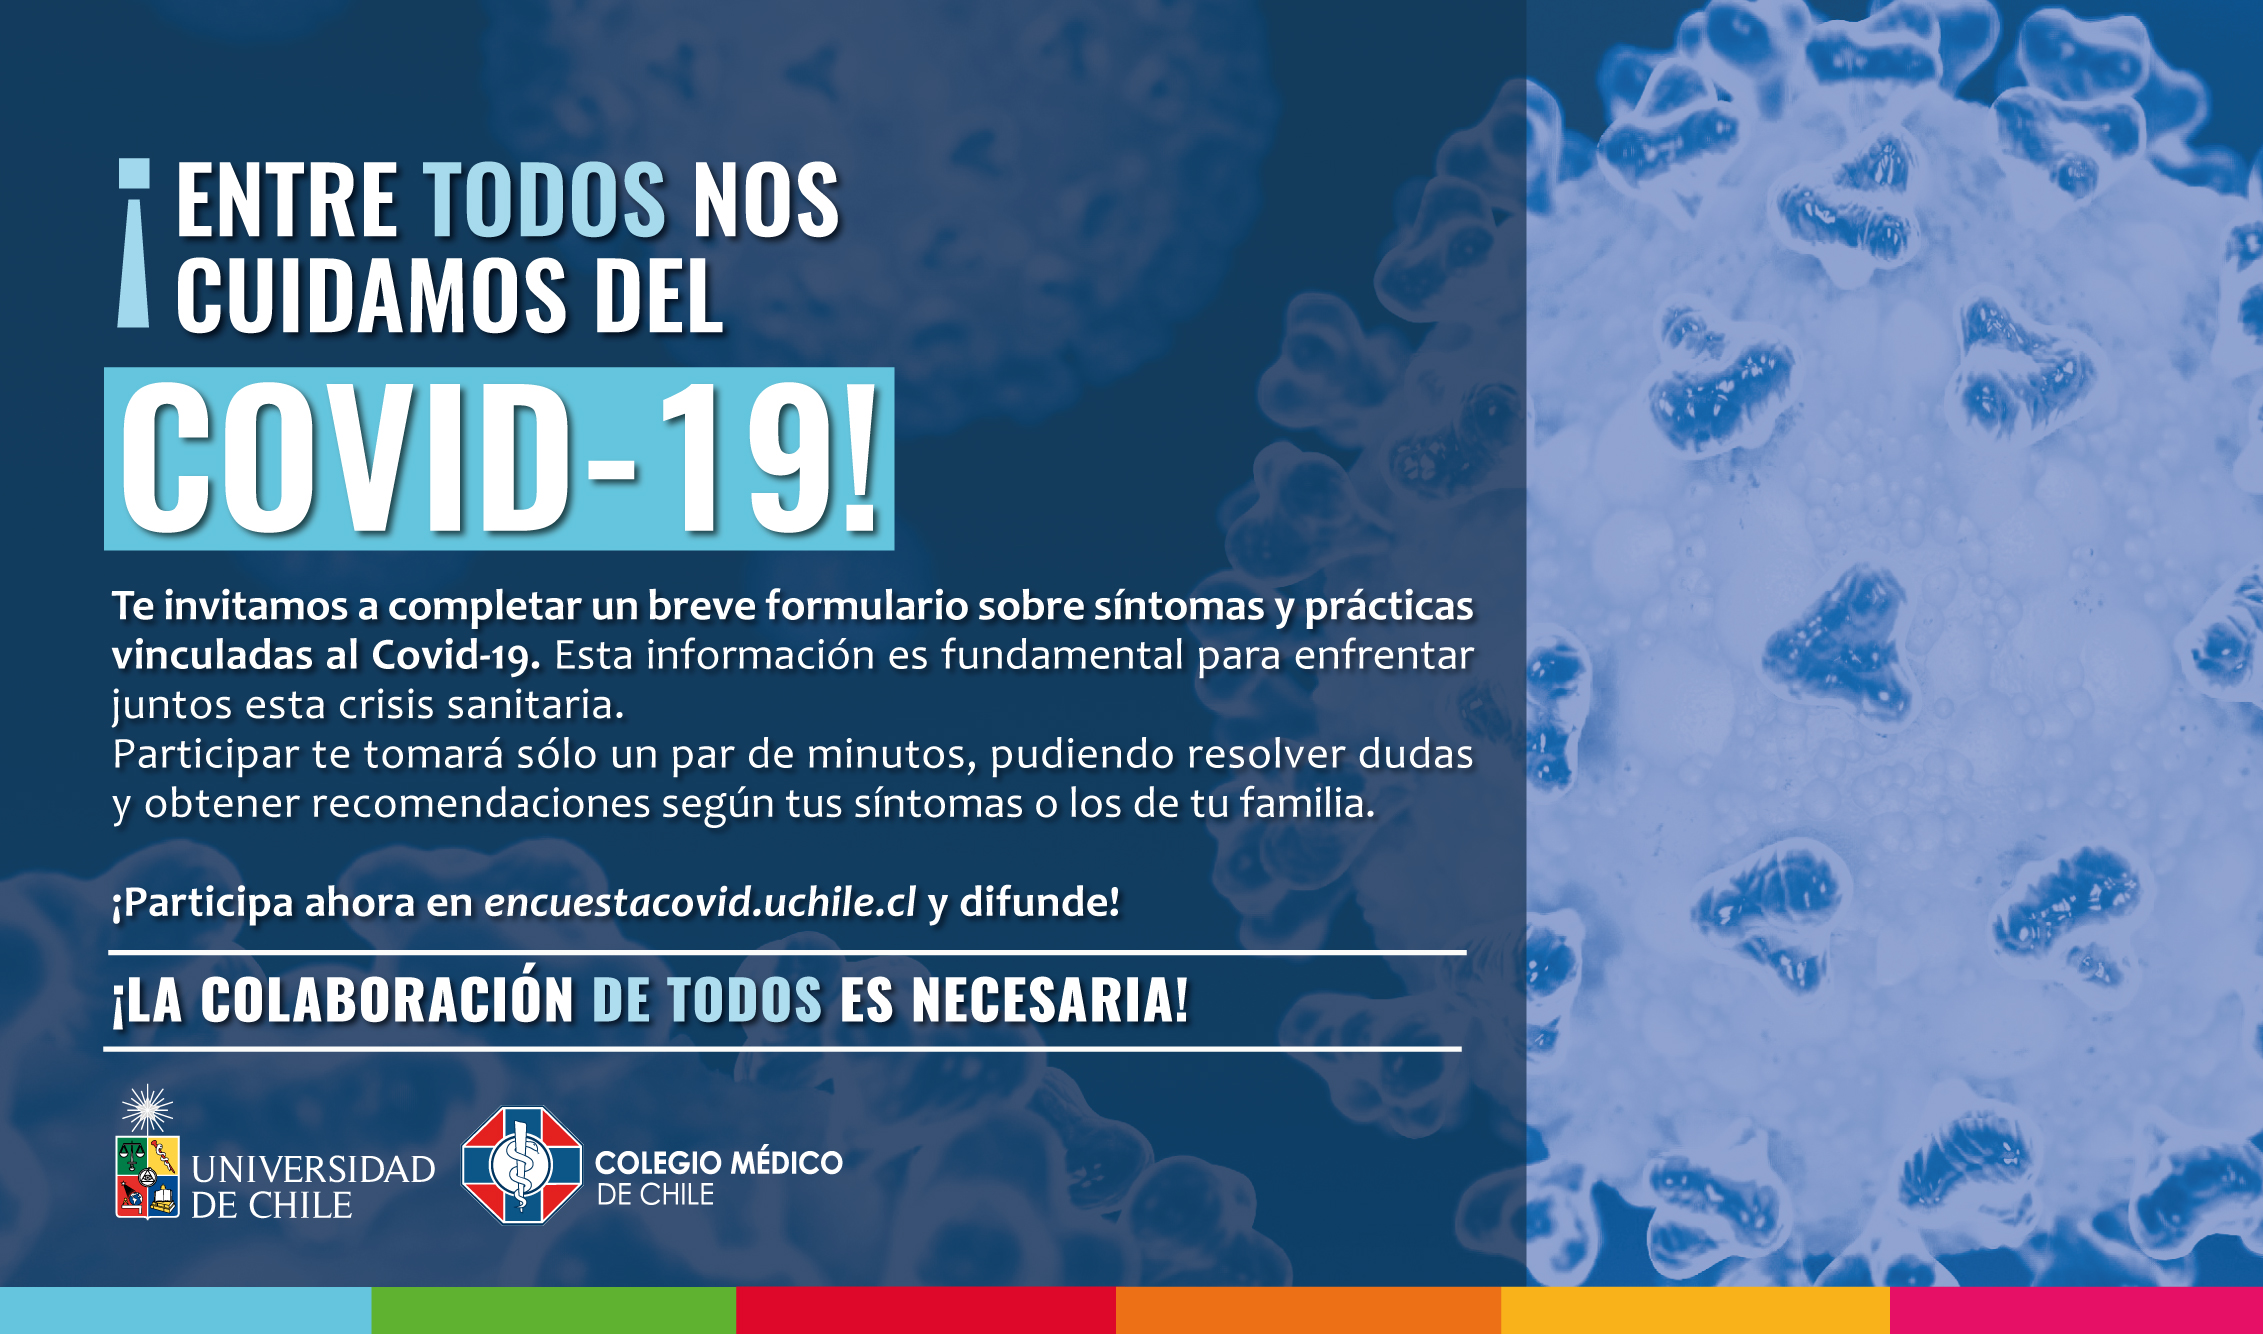 ¡ENTRE TODOS NOS
CUIDAMOS DEL
COVID-19!
Te invitamos a completar un breve formulario sobre síntomas y prácticas
vinculadas al Covid-19. Esta información es fundamental para enfrentar
juntos esta crisis sanitaria.
Participar te tomará sólo un par de minutos, pudiendo resolver dudas
y obtener recomendaciones según tus síntomas o los de tu familia.
¡Participa ahora en encuestacovid.uchile.cl y difunde!
¡LA COLABORACIÓN DE TODOS ES NECESARIA!
UNIVERSIDAD
DE CHILE
COLEGIO MÉDICO
DE CHILE